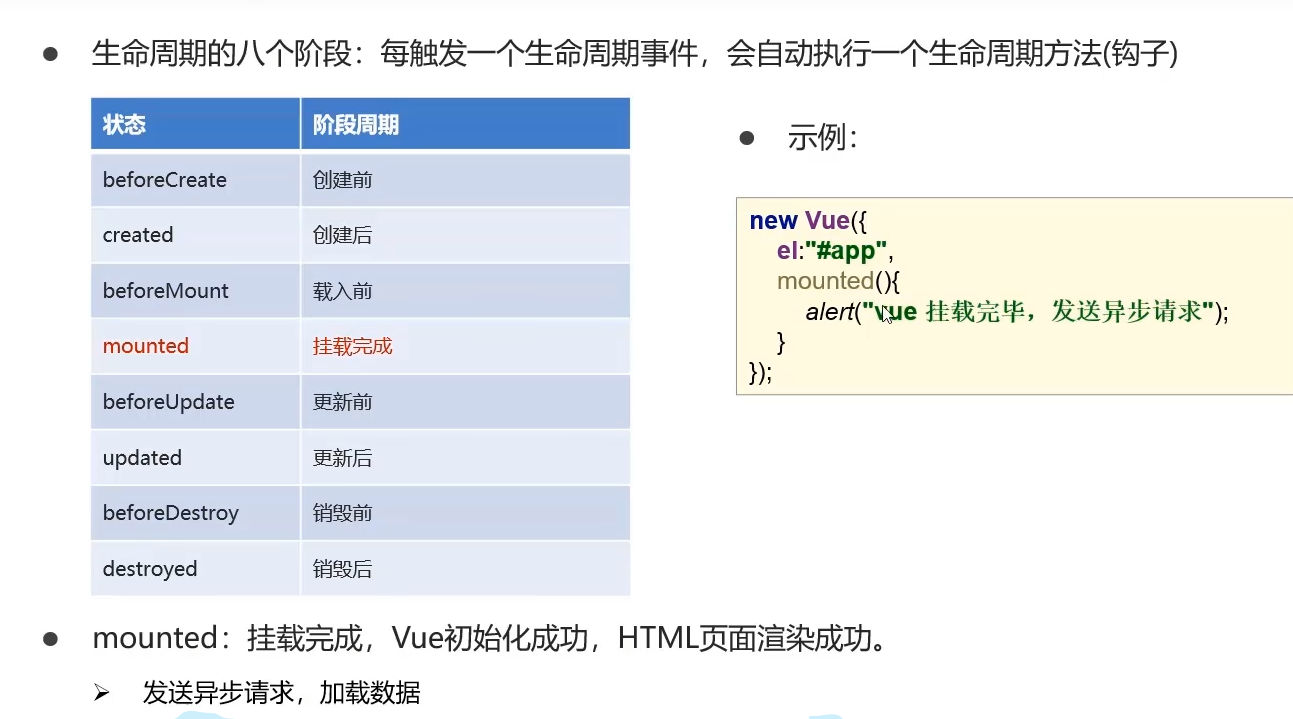 生命周期的八个阶段：每触发一个生命周期事件，会自动执行一个生命周期方法(钩子)
状态 阶段周期
beforeCreate 创建前
created 创建后
beforeMount 载入前
mounted 挂载完成
beforeUpdate 更新前
updated 更新后
beforeDestroy 销毁前
destroyed 销毁后
示例：
new Vue({
el:"#app",
mounted(){
alert("vue 挂载完毕，发送异步请求");
}
});
mounted：挂载完成，Vue初始化成功，HTML页面渲染成功。
发送异步请求，加载数据